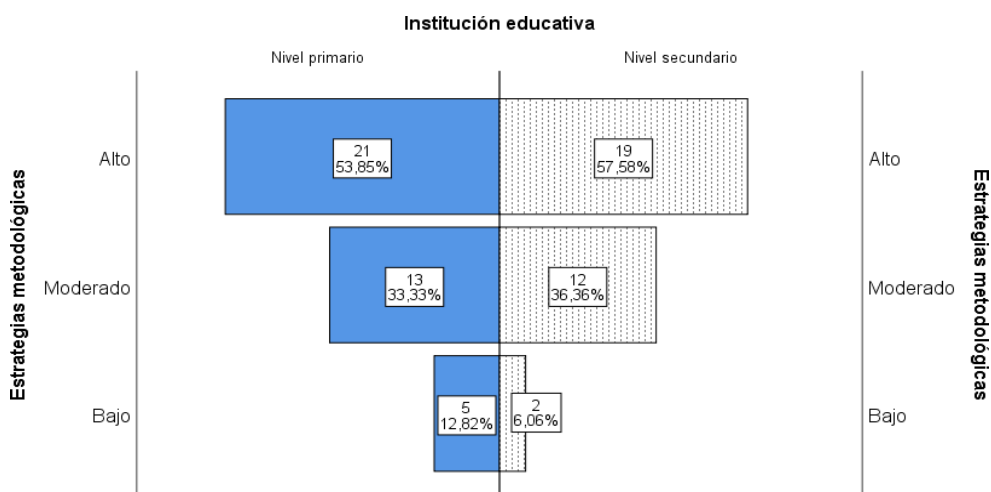 Institución educativa
Nivel primario
Nivel secundario
Estrategias metodológicas
Alto
21
53,85%
19
57,58%
Alto
Moderado
13
33,33%
12
36,36%
Moderado
Bajo
5
12,82%
2
6,06%
Bajo
Estrategias metodológicas